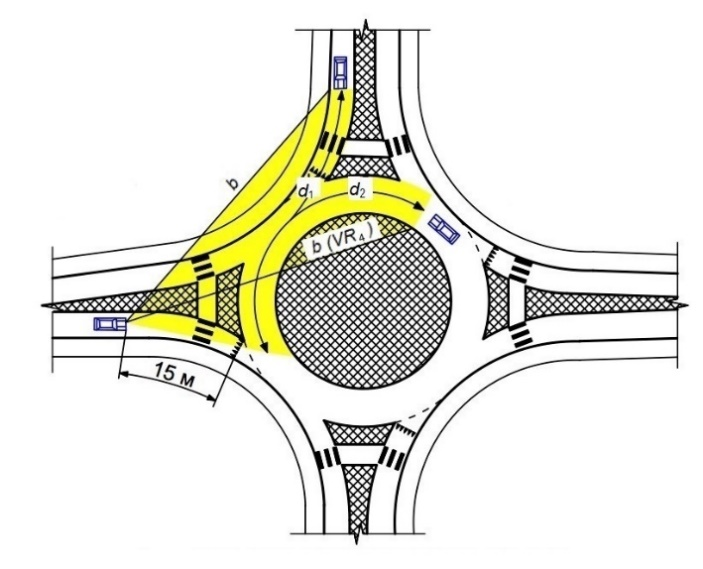 b
d₁
d₂
b (VR₄)
15 м